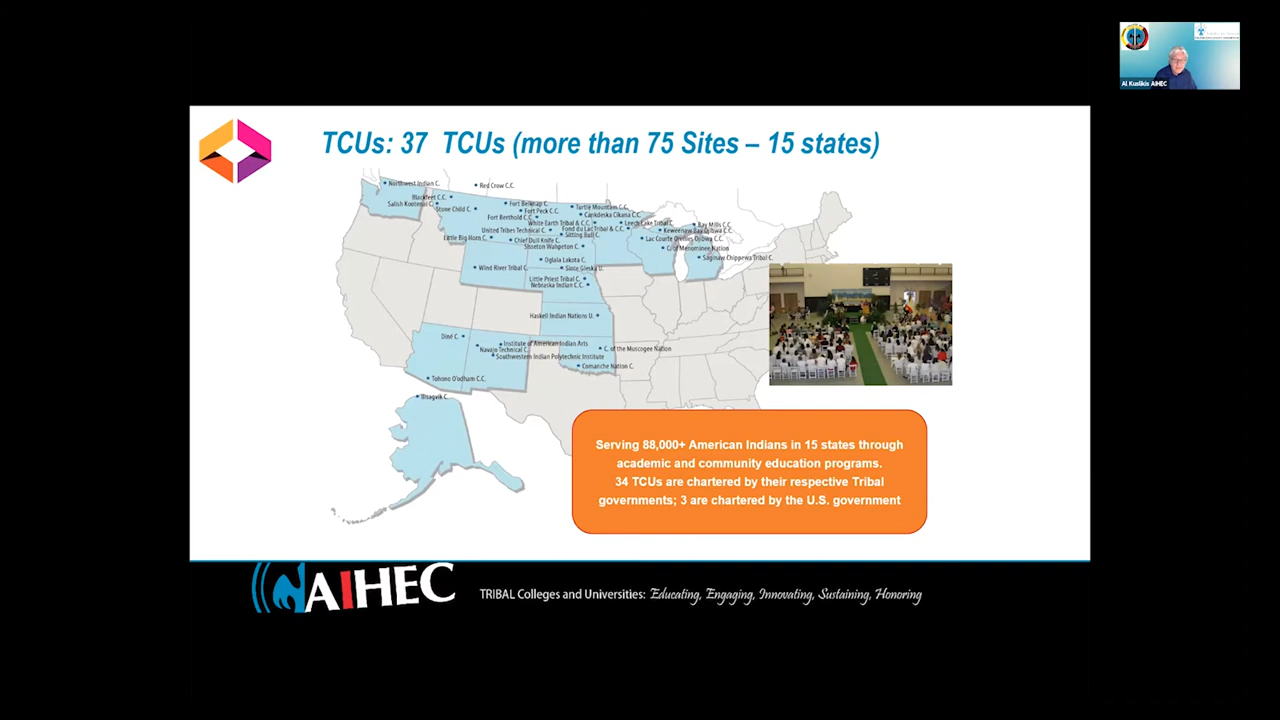 Al Kuslikis AIHEC
TCUs: 37 TCUs (more than 75 Sites – 15 states)
Northwest Indian C.
Red Crow C.C.
Blackfeet C.C.
Salish Kootenai C.
Stone Child C.
Fort Belknap C.
Fort Peck C.C.
Fort Berthold C.C.
Turtle Mountain C.C.
Cankdeska Cikana C.C.
White Earth Tribal & C.C.
Leech Lake Tribal C.
Fond du Lac Tribal & C.C.
United Tribes Technical C.
Sitting Bull C.
Little Big Horn C.
Chief Dull Knife C.
Sisseton Wahpeton C.
Bay Mills C.C.
Keweenaw Bay Ojibwa C.C.
Lac Courte Oreilles Ojibwa C.C.
C. of Menominee Nation
Saginaw Chippewa Tribal C.
Oglala Lakota C.
Wind River Tribal C.
Sinte Gleska U.
Little Priest Tribal C.
Nebraska Indian C.C.
Haskell Indian Nations U.
Diné C.
Institute of American Indian Arts
Navajo Technical C.
Southwestern Indian Polytechnic Institute
C. of the Muscogee Nation
Comanche Nation C.
Tohono O'odham C.C.
Ilisagvik C.
Serving 88,000+ American Indians in 15 states through
academic and community education programs.
34 TCUs are chartered by their respective Tribal
governments; 3 are chartered by the U.S. government
AIHEC
TRIBAL Colleges and Universities: Educating, Engaging, Innovating, Sustaining, Honoring